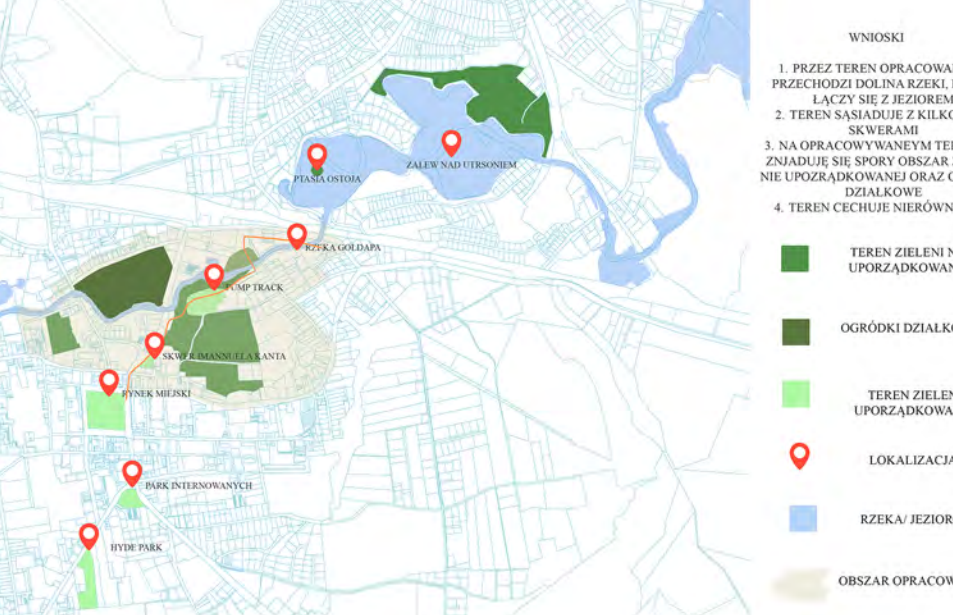 WNIOSKI
1. PRZEZ TEREN OPRACOWA
PRZECHODZI DOLINA RZEKI,
ŁĄCZY SIĘ Z JEZIOREM
2. TEREN SĄSIADUJE Z KILKO
SKWERAMI
3. NA OPRACOWYWANEYM TE
ZNJADUJĘ SIĘ SPORY OBSZAR
NIE UPOZRĄDKOWANEJ ORAZ O
DZIAŁKOWE
4. TEREN CECHUJE NIERÓWN
ZALEW NAD UTRSONIEM
PTASIA OSTOJA
RZEKA GOŁDAPA
PUMP TRACK
SKWER IMANNUELA KANTA
RYNEK MIEJSKI
PARK INTERNOWANYCH
HYDE PARK
TEREN ZIELENI N
UPORZĄDKOWAN
OGRÓDKI DZIAŁKO
TEREN ZIELEN
UPORZĄDKOWA
LOKALIZACJA
RZEKA/ JEZIOR
OBSZAR OPRACOW